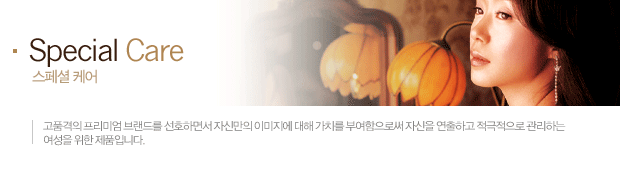 Special Care
스페셜 케어
고품격의 프리미엄 브랜드를 선호하면서 자신만의 이미지에 대해 가치를 부여함으로써 자신을 연출하고 적극적으로 관리하는
여성을 위한 제품입니다.